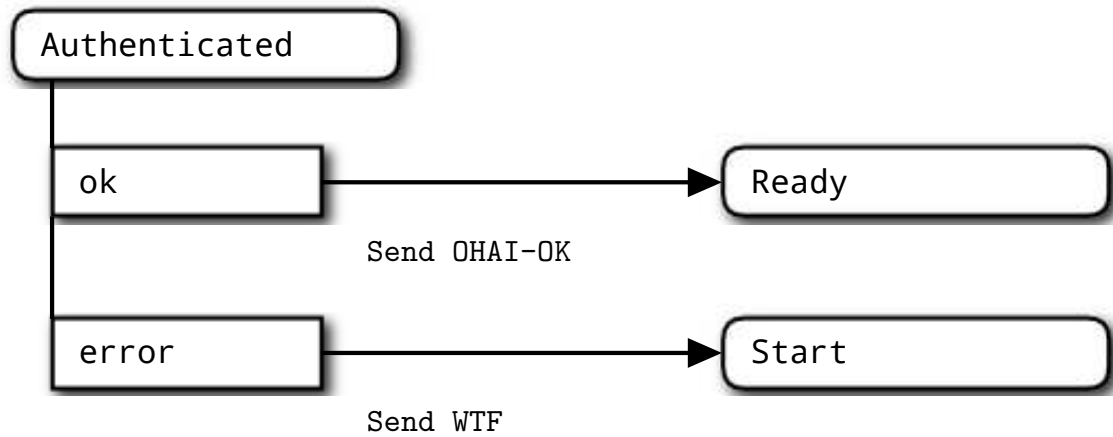 Authenticated
ok
Ready
Send OHAI-OK
error
Start
Send WTF